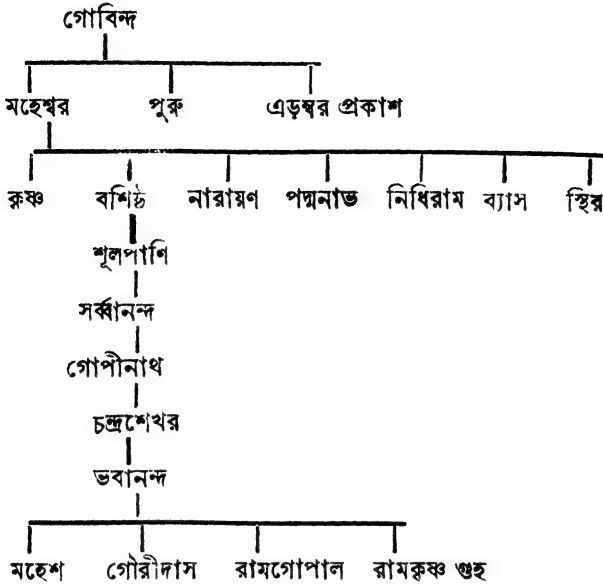 গোবিন্দ
মহেশ্বর পুরু এড়ম্বর প্রকাশ
কৃষ্ণ বশিষ্ঠ নারায়ণ পদ্মনাভ নিধিরাম ব্যাস স্থির
শূলপাণি
সর্ব্বানন্দ
গোপীনাথ
চন্দ্রশেখর
ভবানন্দ
মহেশ গৌরীদাস রামগোপাল রামকৃষ্ণ গুহ